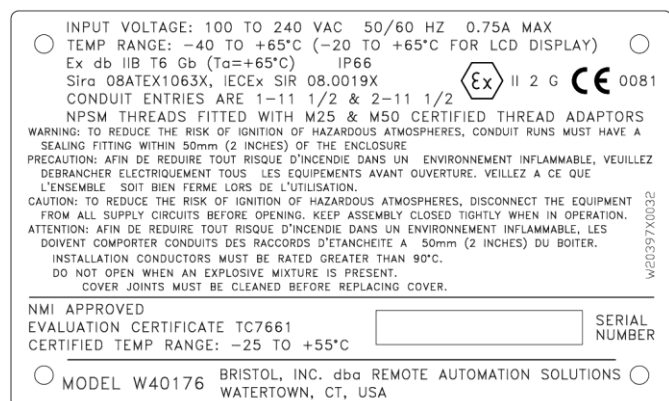 INPUT VOLTAGE: 100 TO 240 VAC 50/60 HZ 0.75A MAX
TEMP RANGE: -40 TO +65°C (-20 TO +65°C FOR LCD DISPLAY)
Ex db IIB T6 Gb (Ta=+65°C) IP66
Sira 08ATEX1063X, IECEx SIR 08.0019X
Ex II 2 G CE 0081
CONDUIT ENTRIES ARE 1-11 1/2 & 2-11 1/2
NPSM THREADS FITTED WITH M25 & M50 CERTIFIED THREAD ADAPTORS
WARNING: TO REDUCE THE RISK OF IGNITION OF HAZARDOUS ATMOSPHERES, CONDUIT RUNS MUST HAVE A
SEALING FITTING WITHIN 50mm (2 INCHES) OF THE ENCLOSURE
PRECAUTION: AFIN DE REDUIRE TOUT RISQUE D'INCENDIE DANS UN ENVIRONNEMENT INFLAMMABLE, VEUILLEZ
DEBRANCHER ELECTRIQUEMENT TOUS LES EQUIPEMENTS AVANT OUVERTURE. VEILLEZ A CE QUE
L'ENSEMBLE SOIT BIEN FERME LORS DE L'UTILISATION.
CAUTION: TO REDUCE THE RISK OF IGNITION OF HAZARDOUS ATMOSPHERES, DISCONNECT THE EQUIPMENT
FROM ALL SUPPLY CIRCUITS BEFORE OPENING. KEEP ASSEMBLY CLOSED TIGHTLY WHEN IN OPERATION.
ATTENTION: AFIN DE REDUIRE TOUT RISQUE D'INCENDIE DANS UN ENVIRONNEMENT INFLAMMABLE, LES
DOIVENT COMPORTER CONDUITS DES RACCORDS D'ETANCHEITE A 50mm (2 INCHES) DU BOITER.
INSTALLATION CONDUCTORS MUST BE RATED GREATER THAN 90°C.
DO NOT OPEN WHEN AN EXPLOSIVE MIXTURE IS PRESENT.
COVER JOINTS MUST BE CLEANED BEFORE REPLACING COVER.
W20397X0032
NMI APPROVED
EVALUATION CERTIFICATE TC7661
CERTIFIED TEMP RANGE: -25 TO +55°C
SERIAL
NUMBER
MODEL W40176
BRISTOL, INC. dba REMOTE AUTOMATION SOLUTIONS
WATERTOWN, CT, USA